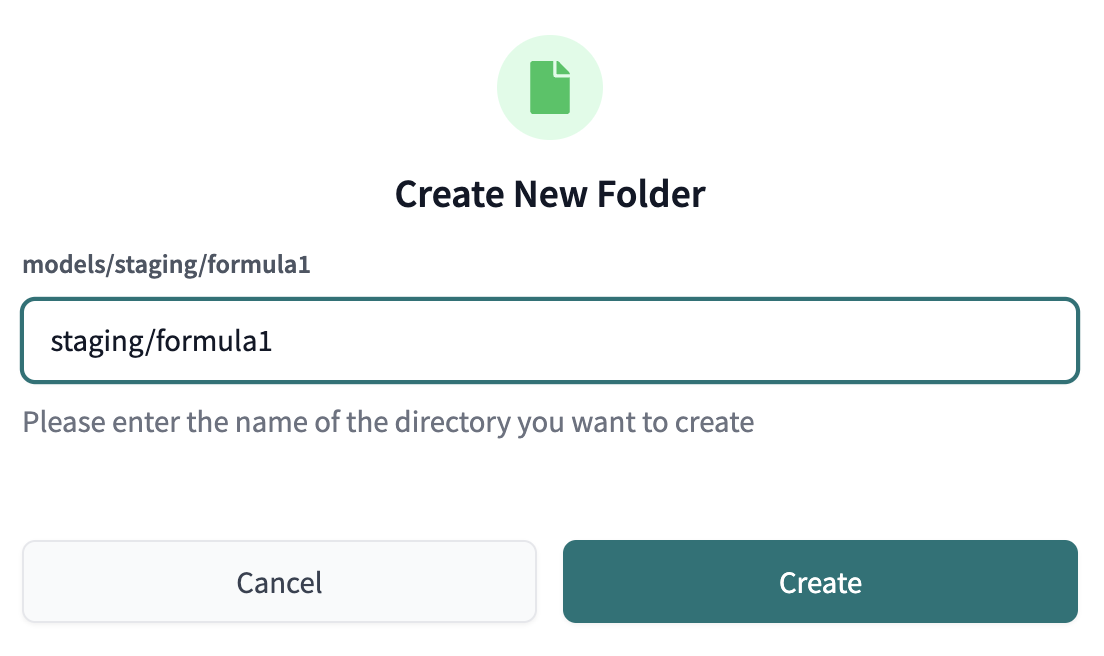 Create New Folder
models/staging/formula1
staging/formula1
Please enter the name of the directory you want to create
Cancel
Create